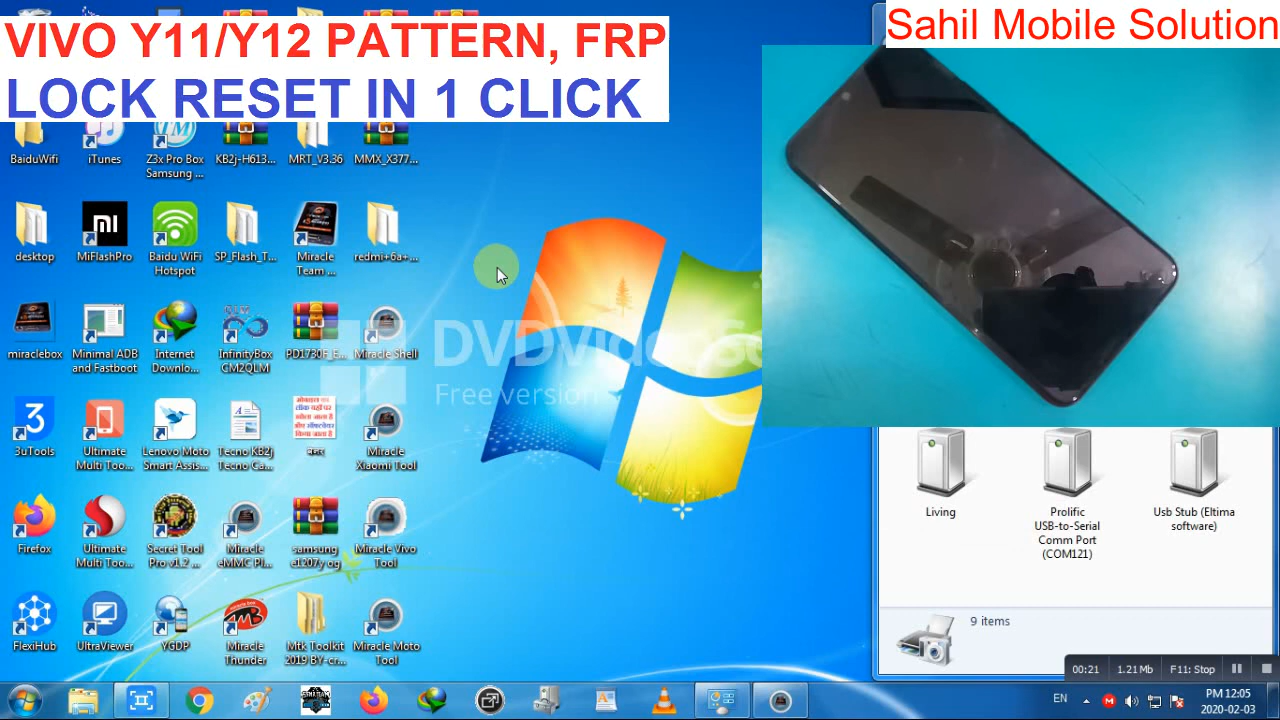 VIVO Y11/Y12 PATTERN, FRP
LOCK RESET IN 1 CLICK
Sahil Mobile Solution
BaiduWifi
iTunes
Z3x Pro Box
Samsung ...
KB2j-H613...
MRT_V3.36
MMX_X377...
desktop
MiFlashPro
Baidu WiFi
Hotspot
SP_Flash_T...
Miracle
Team ...
redmi+6a+...
miraclebox
Minimal ADB
and Fastboot
Internet
Downlo...
InfinityBox
CM2QLM
PD1730F_E...
Miracle Shell
DVDVideo
Free version
3uTools
Ultimate
Multi Too...
Lenovo Moto
Smart Assis...
Tecno KB2j
Tecno Ca...
Miracle
Xiaomi Tool
Firefox
Ultimate
Multi Too...
Secret Tool
Pro v1.2 ...
Miracle
eMMC Pl...
samsung
e1207y og
Miracle Vivo
Tool
FlexiHub
UltraViewer
YGDP
Miracle
Thunder
Mtk Toolkit
2019 BY-cr...
Miracle Moto
Tool
Living
Prolific
USB-to-Serial
Comm Port
(COM121)
Usb Stub (Eltima
software)
9 items
00:21
1.21 Mb
F11: Stop
EN
PM 12:05
2020-02-03